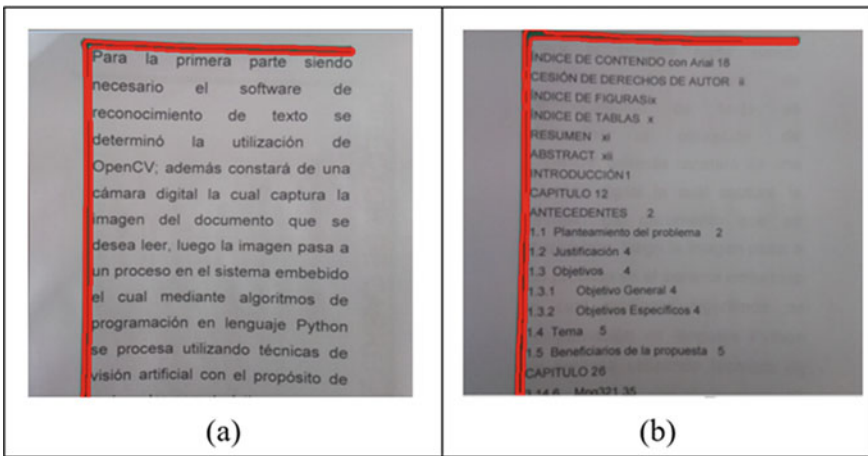 Para la primera parte siendo
necesario el software de
reconocimiento de texto se
determinó la utilización de
OpenCV; además constará de una
cámara digital la cual captura la
imagen del documento que se
desea leer, luego la imagen pasa a
un proceso en el sistema embebido
el cual mediante algoritmos de
programación en lenguaje Python
se procesa utilizando técnicas de
visión artificial con el propósito de
(a)
ÍNDICE DE CONTENIDO con Arial 16
CESIÓN DE DERECHOS DE AUTOR ii
ÍNDICE DE FIGURASix
ÍNDICE DE TABLAS x
RESUMEN xi
ABSTRACT xii
INTRODUCCIÓN1
CAPITULO 12
ANTECEDENTES 2
1.1 Planteamiento del problema 2
1.2 Justificación 4
1.3 Objetivos 4
1.3.1 Objetivo General 4
1.3.2 Objetivos Específicos 4
1.4 Tema 5
1.5 Beneficiarios de la propuesta 5
CAPITULO 26
(b)